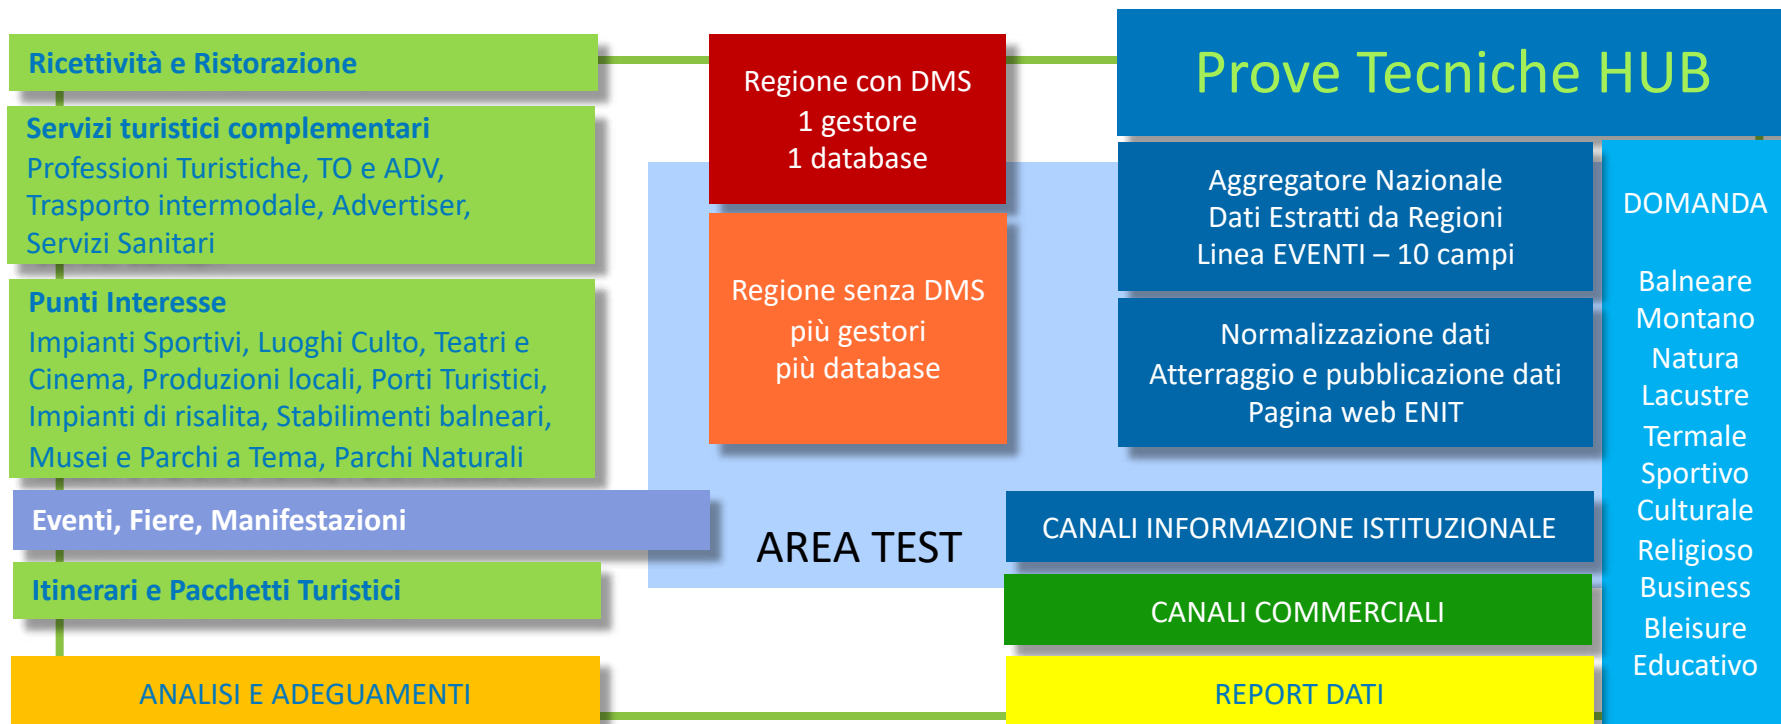 Ricettività e Ristorazione
Servizi turistici complementari
Professioni Turistiche, TO e ADV,
Trasporto intermodale, Advertiser,
Servizi Sanitari
Punti Interesse
Impianti Sportivi, Luoghi Culto, Teatri e
Cinema, Produzioni locali, Porti Turistici,
Impianti di risalita, Stabilimenti balneari,
Musei e Parchi a Tema, Parchi Naturali
Eventi, Fiere, Manifestazioni
Itinerari e Pacchetti Turistici
ANALISI E ADEGUAMENTI
Regione con DMS
1 gestore
1 database
Regione senza DMS
più gestori
più database
AREA TEST
Prove Tecniche HUB
Aggregatore Nazionale
Dati Estratti da Regioni
Linea EVENTI – 10 campi
Normalizzazione dati
Atterraggio e pubblicazione dati
Pagina web ENIT
CANALI INFORMAZIONE ISTITUZIONALE
CANALI COMMERCIALI
REPORT DATI
DOMANDA
Balneare
Montano
Natura
Lacustre
Termale
Sportivo
Culturale
Religioso
Business
Bleisure
Educativo